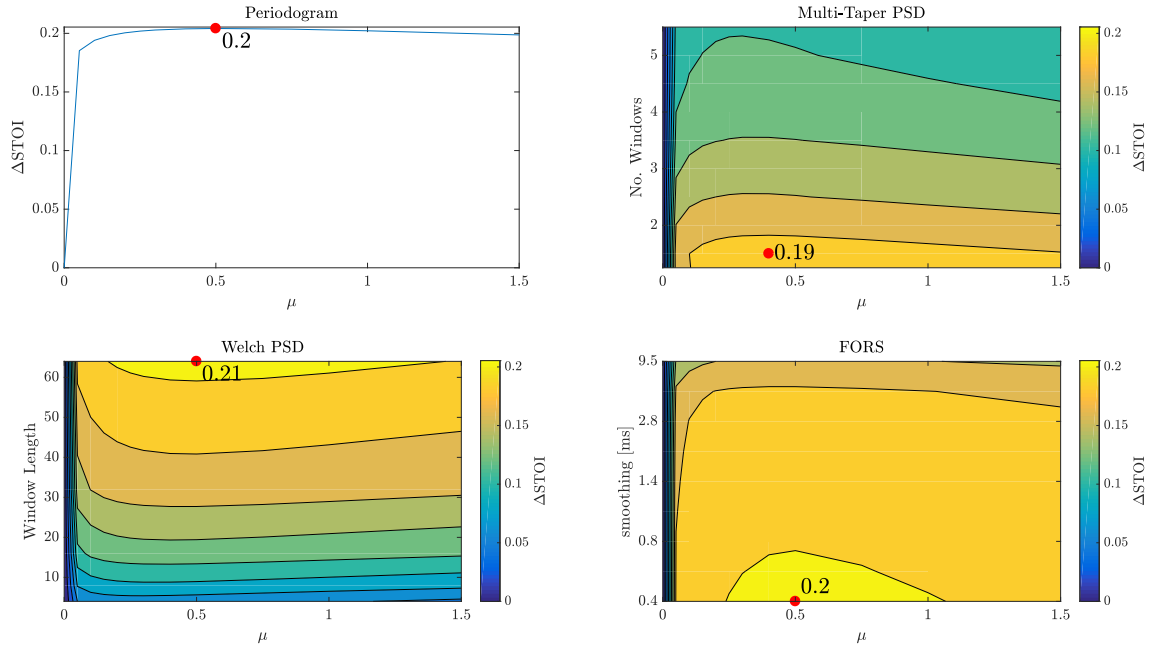 Periodogram
0.2
0.15
0.1
0.05
0
ΔSTOI
0.2
0 0.5 1 1.5
μ
Multi-Taper PSD
5
4
3
2
No. Windows
0.19
0 0.5 1 1.5
μ
0.2
0.15
0.1
0.05
0
ΔSTOI
Welch PSD
60
50
40
30
20
10
Window Length
0.21
0 0.5 1 1.5
μ
0.2
0.15
0.1
0.05
0
ΔSTOI
FORS
9.5
2.8
1.4
0.8
0.4
smoothing [ms]
0.2
0 0.5 1 1.5
μ
0.2
0.15
0.1
0.05
0
ΔSTOI